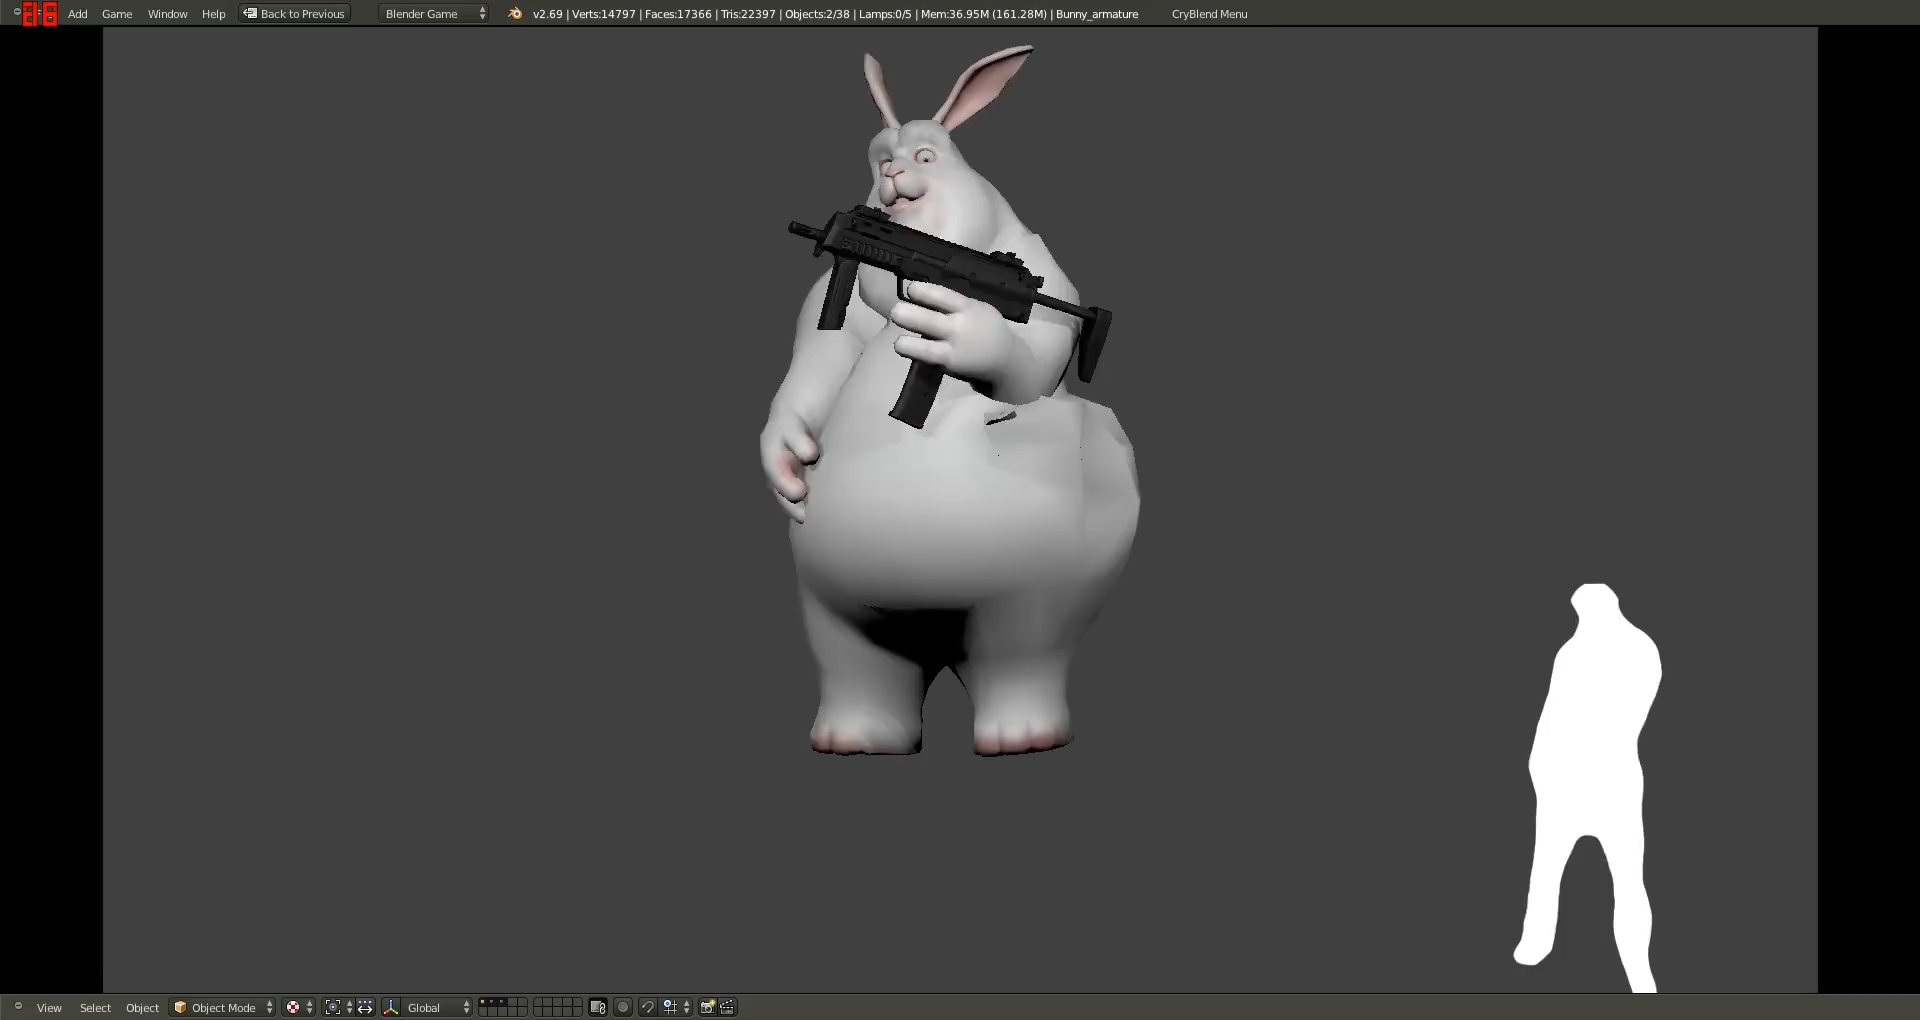 Add Game Window Help Back to Previous Blender Game v2.69 | Verts:14797 | Faces:17366 | Tris:22397 | Objects:2/38 | Lamps:0/5 | Mem:36.95M (161.28M) | Bunny_armature CryBlend Menu
View Select Object Object Mode Global